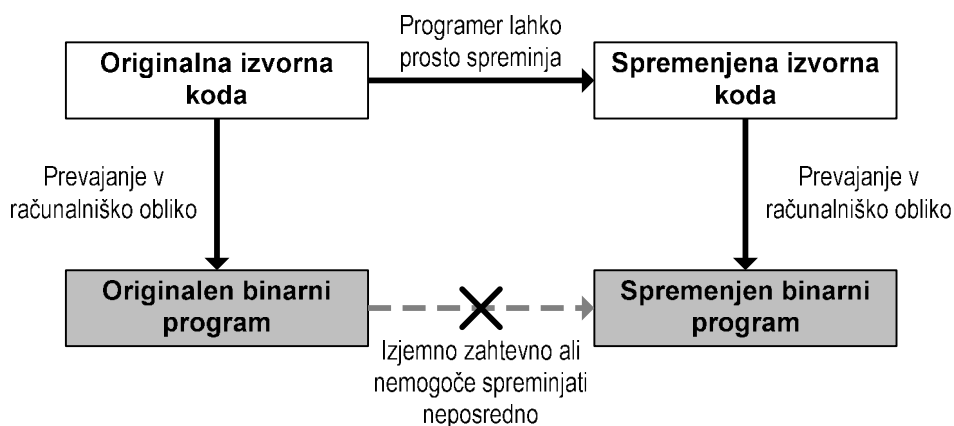 Programer lahko
prosto spreminja
Originalna izvorna
koda
Spremenjena izvorna
koda
Prevajanje v
računalniško obliko
Prevajanje v
računalniško obliko
Originalen binarni
program
Spremenjen binarni
program
Izjemno zahtevno ali
nemogoče spreminjati
neposredno